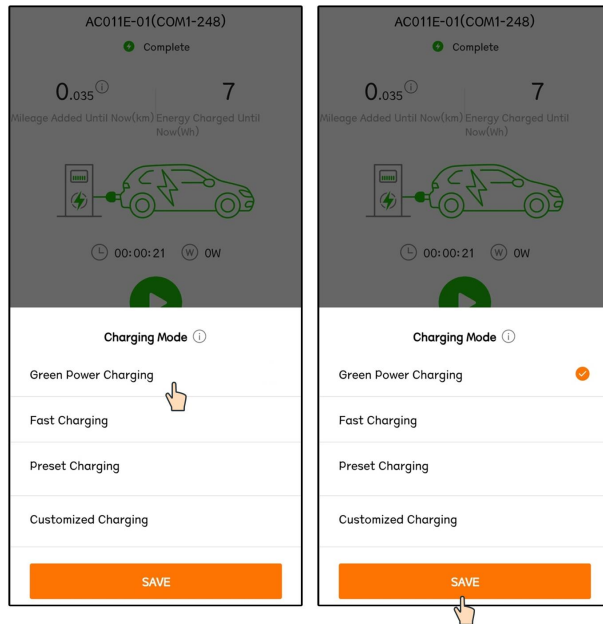 AC011E-01(COM1-248)
Complete
0.035
7
Mileage Added Until Now(km)
Energy Charged Until
Now(Wh)
00:00:21
W
0W
Charging Mode
Green Power Charging
Fast Charging
Preset Charging
Customized Charging
SAVE
AC011E-01(COM1-248)
Complete
0.035
7
Mileage Added Until Now(km)
Energy Charged Until
Now(Wh)
00:00:21
W
0W
Charging Mode
Green Power Charging
Fast Charging
Preset Charging
Customized Charging
SAVE